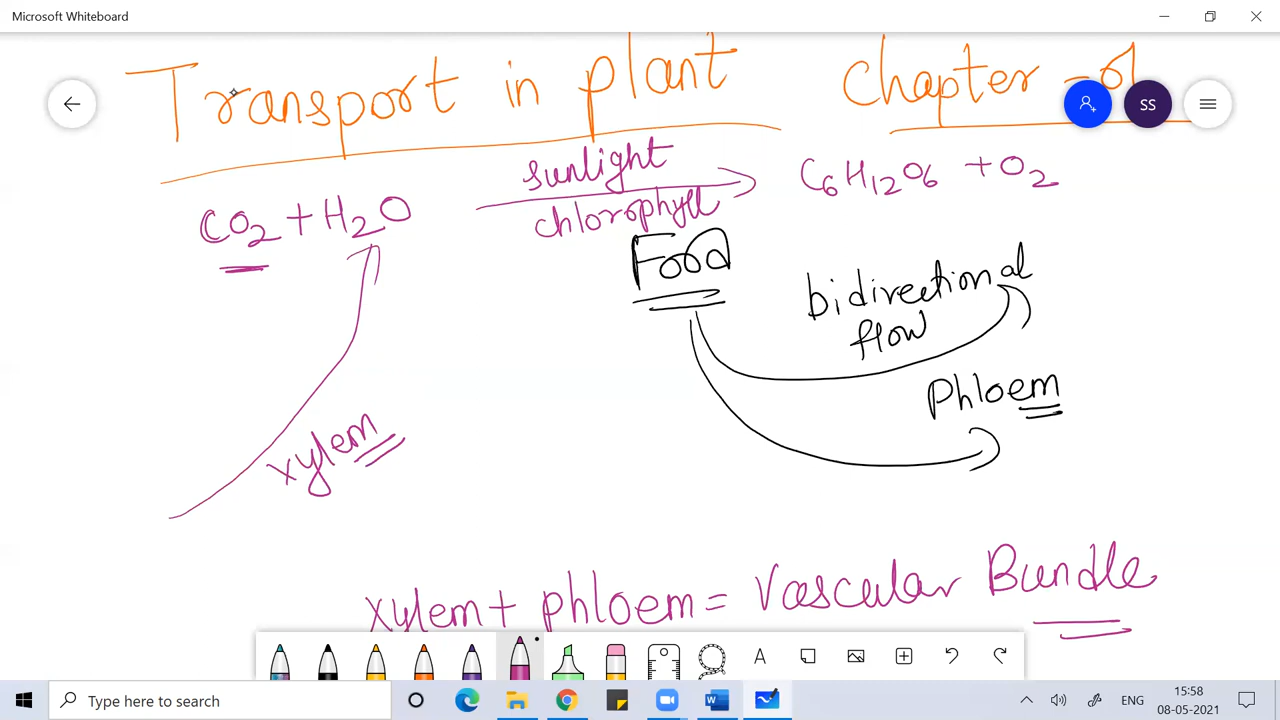 Microsoft Whiteboard
Transport in plant Chapter -
SS
sunlight
CO2 + H2O C6H12O6 + O2
chlorophyll
Food
bidirectional
flow
Phloem
xylem
xylem + phloem = Vascular Bundle
A
Type here to search
W
ENG
15:58
08-05-2021